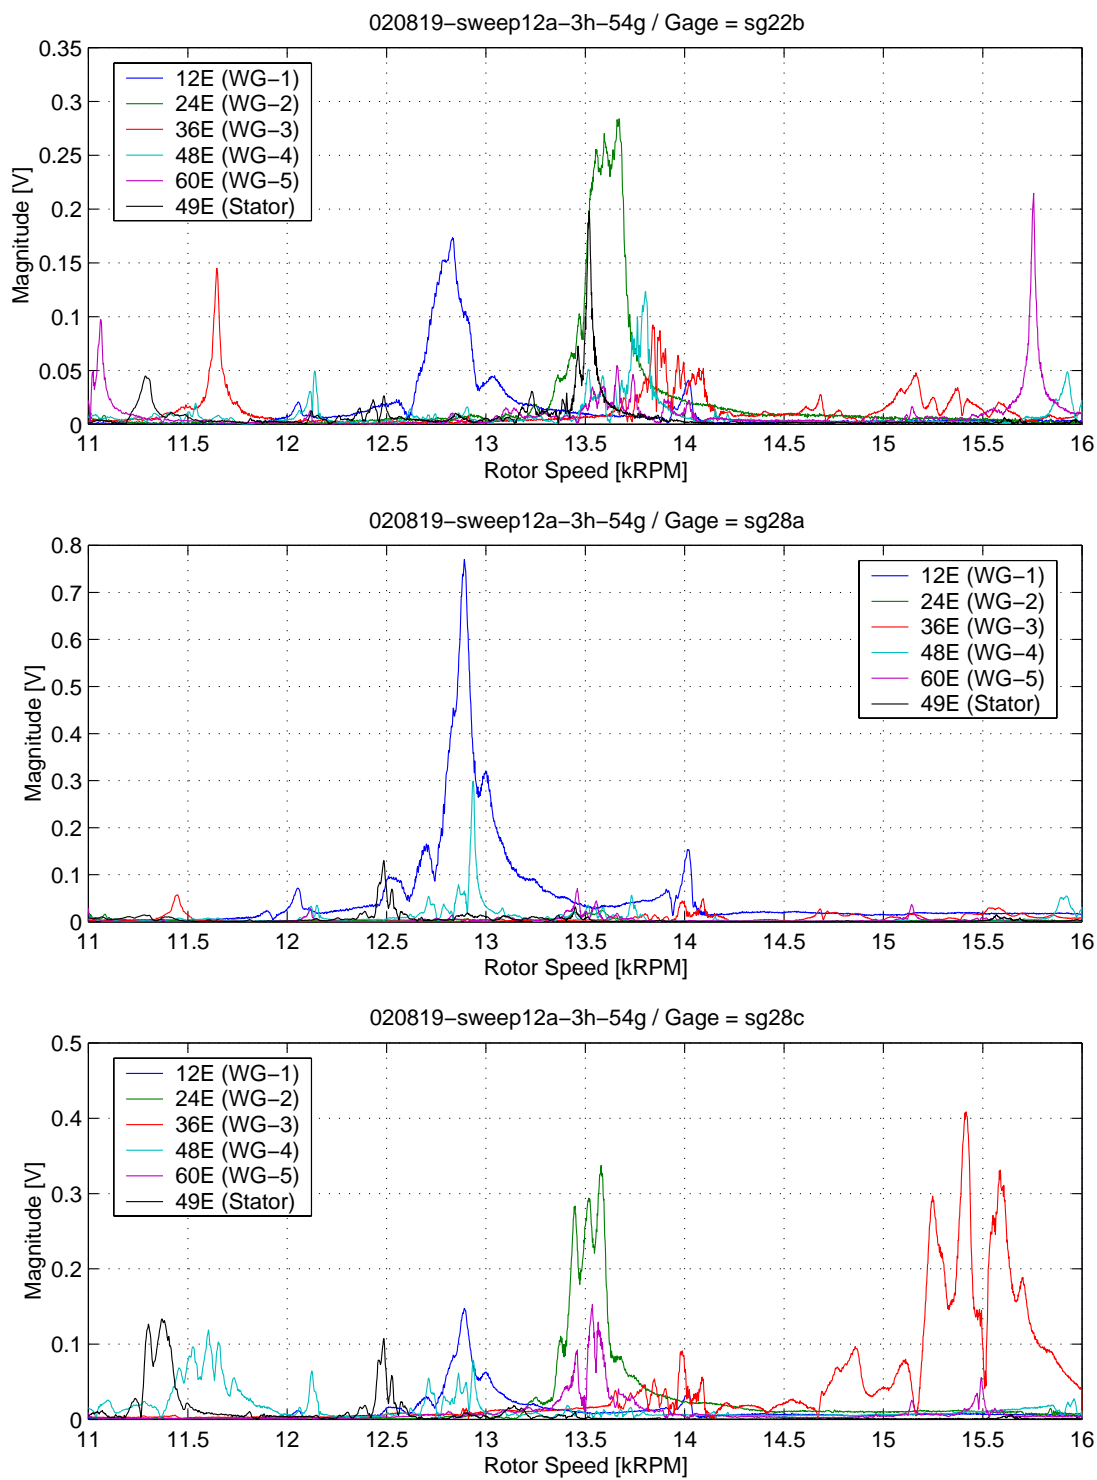 020819−sweep12a−3h−54g / Gage = sg22b
0.35
0.3
0.25
0.2
0.15
0.1
0.05
0
Magnitude [V]
12E (WG−1)
24E (WG−2)
36E (WG−3)
48E (WG−4)
60E (WG−5)
49E (Stator)
11 11.5 12 12.5 13 13.5 14 14.5 15 15.5 16
Rotor Speed [kRPM]
020819−sweep12a−3h−54g / Gage = sg28a
0.8
0.7
0.6
0.5
0.4
0.3
0.2
0.1
0
Magnitude [V]
12E (WG−1)
24E (WG−2)
36E (WG−3)
48E (WG−4)
60E (WG−5)
49E (Stator)
11 11.5 12 12.5 13 13.5 14 14.5 15 15.5 16
Rotor Speed [kRPM]
020819−sweep12a−3h−54g / Gage = sg28c
0.5
0.4
0.3
0.2
0.1
0
Magnitude [V]
12E (WG−1)
24E (WG−2)
36E (WG−3)
48E (WG−4)
60E (WG−5)
49E (Stator)
11 11.5 12 12.5 13 13.5 14 14.5 15 15.5 16
Rotor Speed [kRPM]